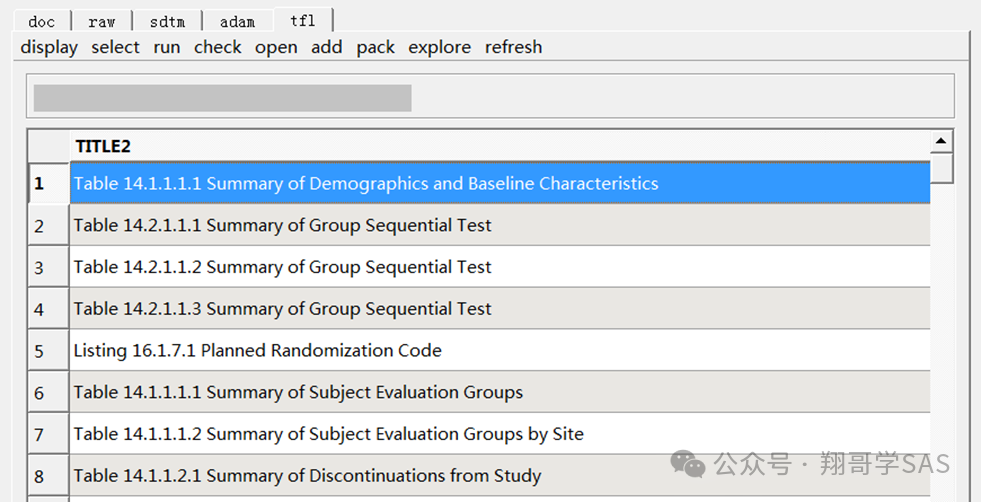 doc raw sdtm adam tfl
display select run check open add pack explore refresh
TITLE2
1 Table 14.1.1.1.1 Summary of Demographics and Baseline Characteristics
2 Table 14.2.1.1.1 Summary of Group Sequential Test
3 Table 14.2.1.1.2 Summary of Group Sequential Test
4 Table 14.2.1.1.3 Summary of Group Sequential Test
5 Listing 16.1.7.1 Planned Randomization Code
6 Table 14.1.1.1.1 Summary of Subject Evaluation Groups
7 Table 14.1.1.1.2 Summary of Subject Evaluation Groups by Site
8 Table 14.1.1.2.1 Summary of Discontinuations from Study
公众号 · 翔哥学SAS